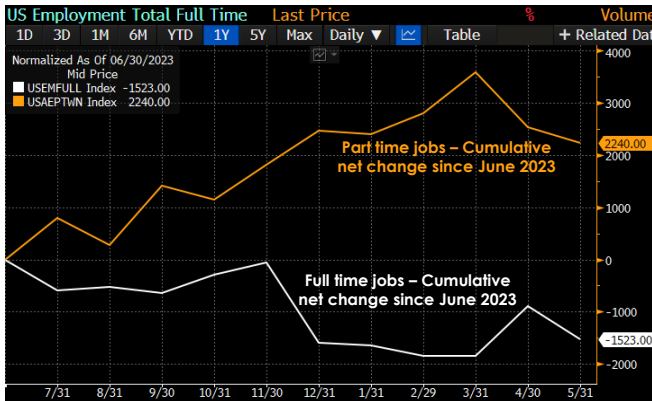 US Employment Total Full Time Last Price % Volume
1D 3D 1M 6M YTD 1Y 5Y Max Daily ▼ Table + Related Dat
Normalized As Of 06/30/2023
Mid Price
USEMFULL Index -1523.00
USAEPTWN Index 2240.00
4000
3000
2240.00
2000
1000
0
-1000
-1523.00
-2000
Part time jobs – Cumulative
net change since June 2023
Full time jobs – Cumulative
net change since June 2023
7/31 8/31 9/30 10/31 11/30 12/31 1/31 2/29 3/31 4/30 5/31